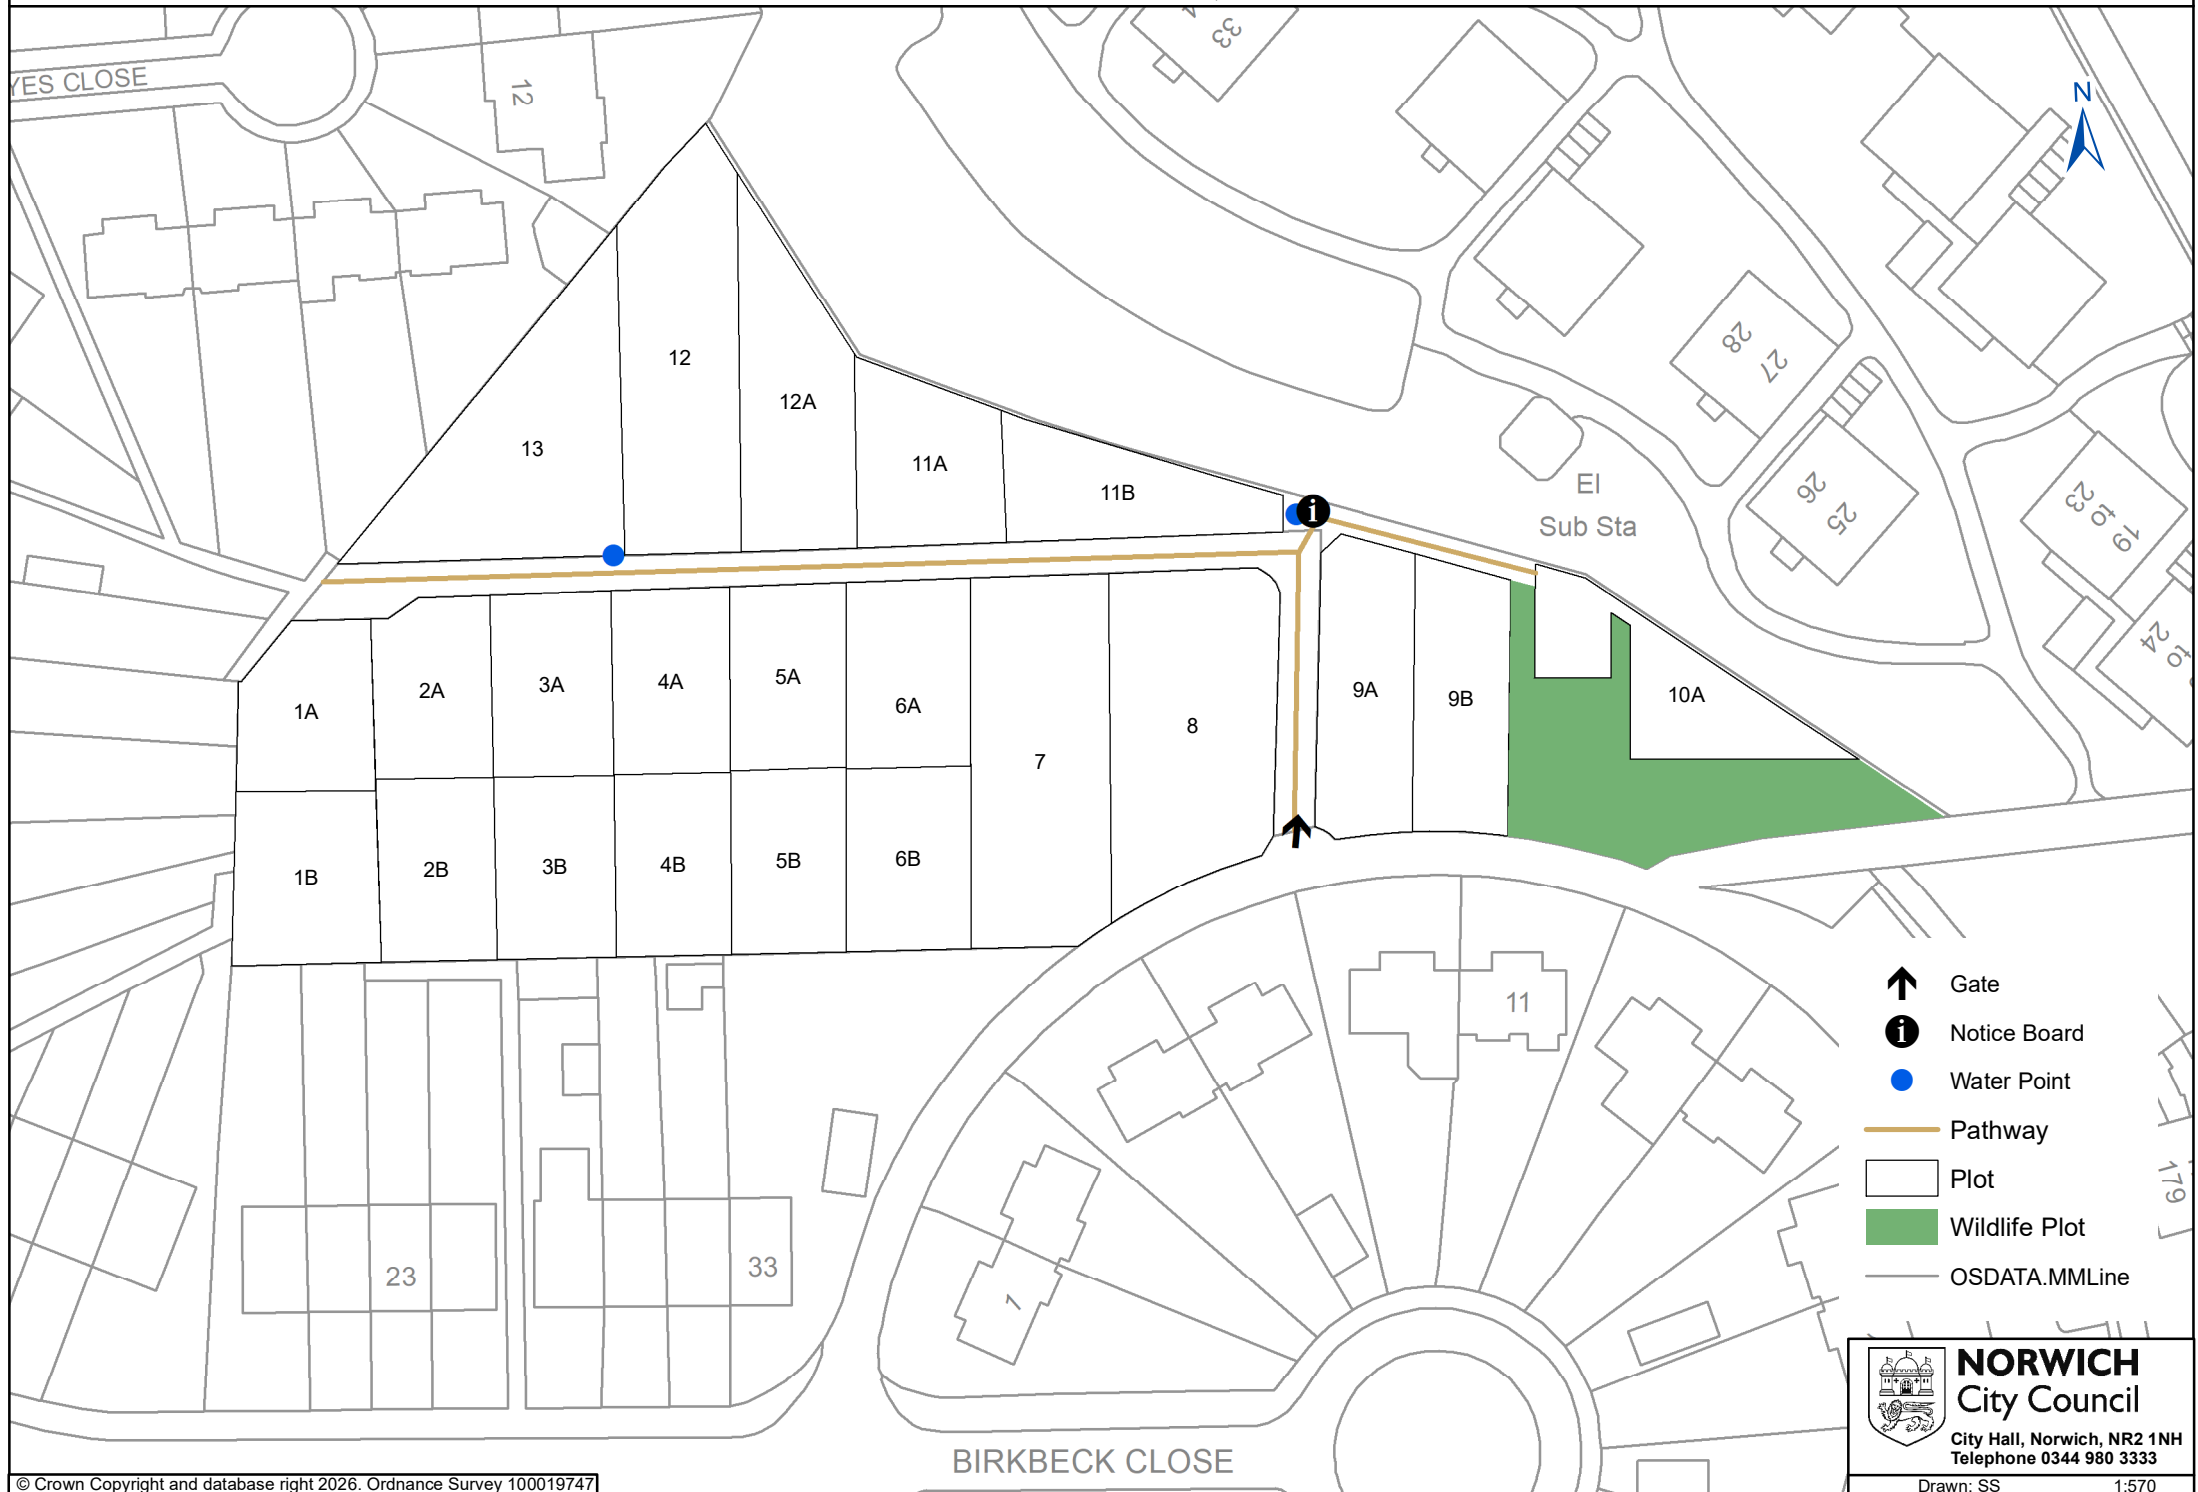 YES CLOSE
12
33
N
28
27
12
12A
13
11A
11B
El
Sub Sta
26
25
19
to
23
24
to
1A
2A
3A
4A
5A
6A
7
8
9A
9B
10A
1B
2B
3B
4B
5B
6B
11
Gate
Notice Board
Water Point
Pathway
Plot
Wildlife Plot
OSDATA.MMLine
179
23
33
1
NORWICH
City Council
City Hall, Norwich, NR2 1NH
Telephone 0344 980 3333
BIRKBECK CLOSE
© Crown Copyright and database right 2026. Ordnance Survey 100019747
Drawn: SS 1:570